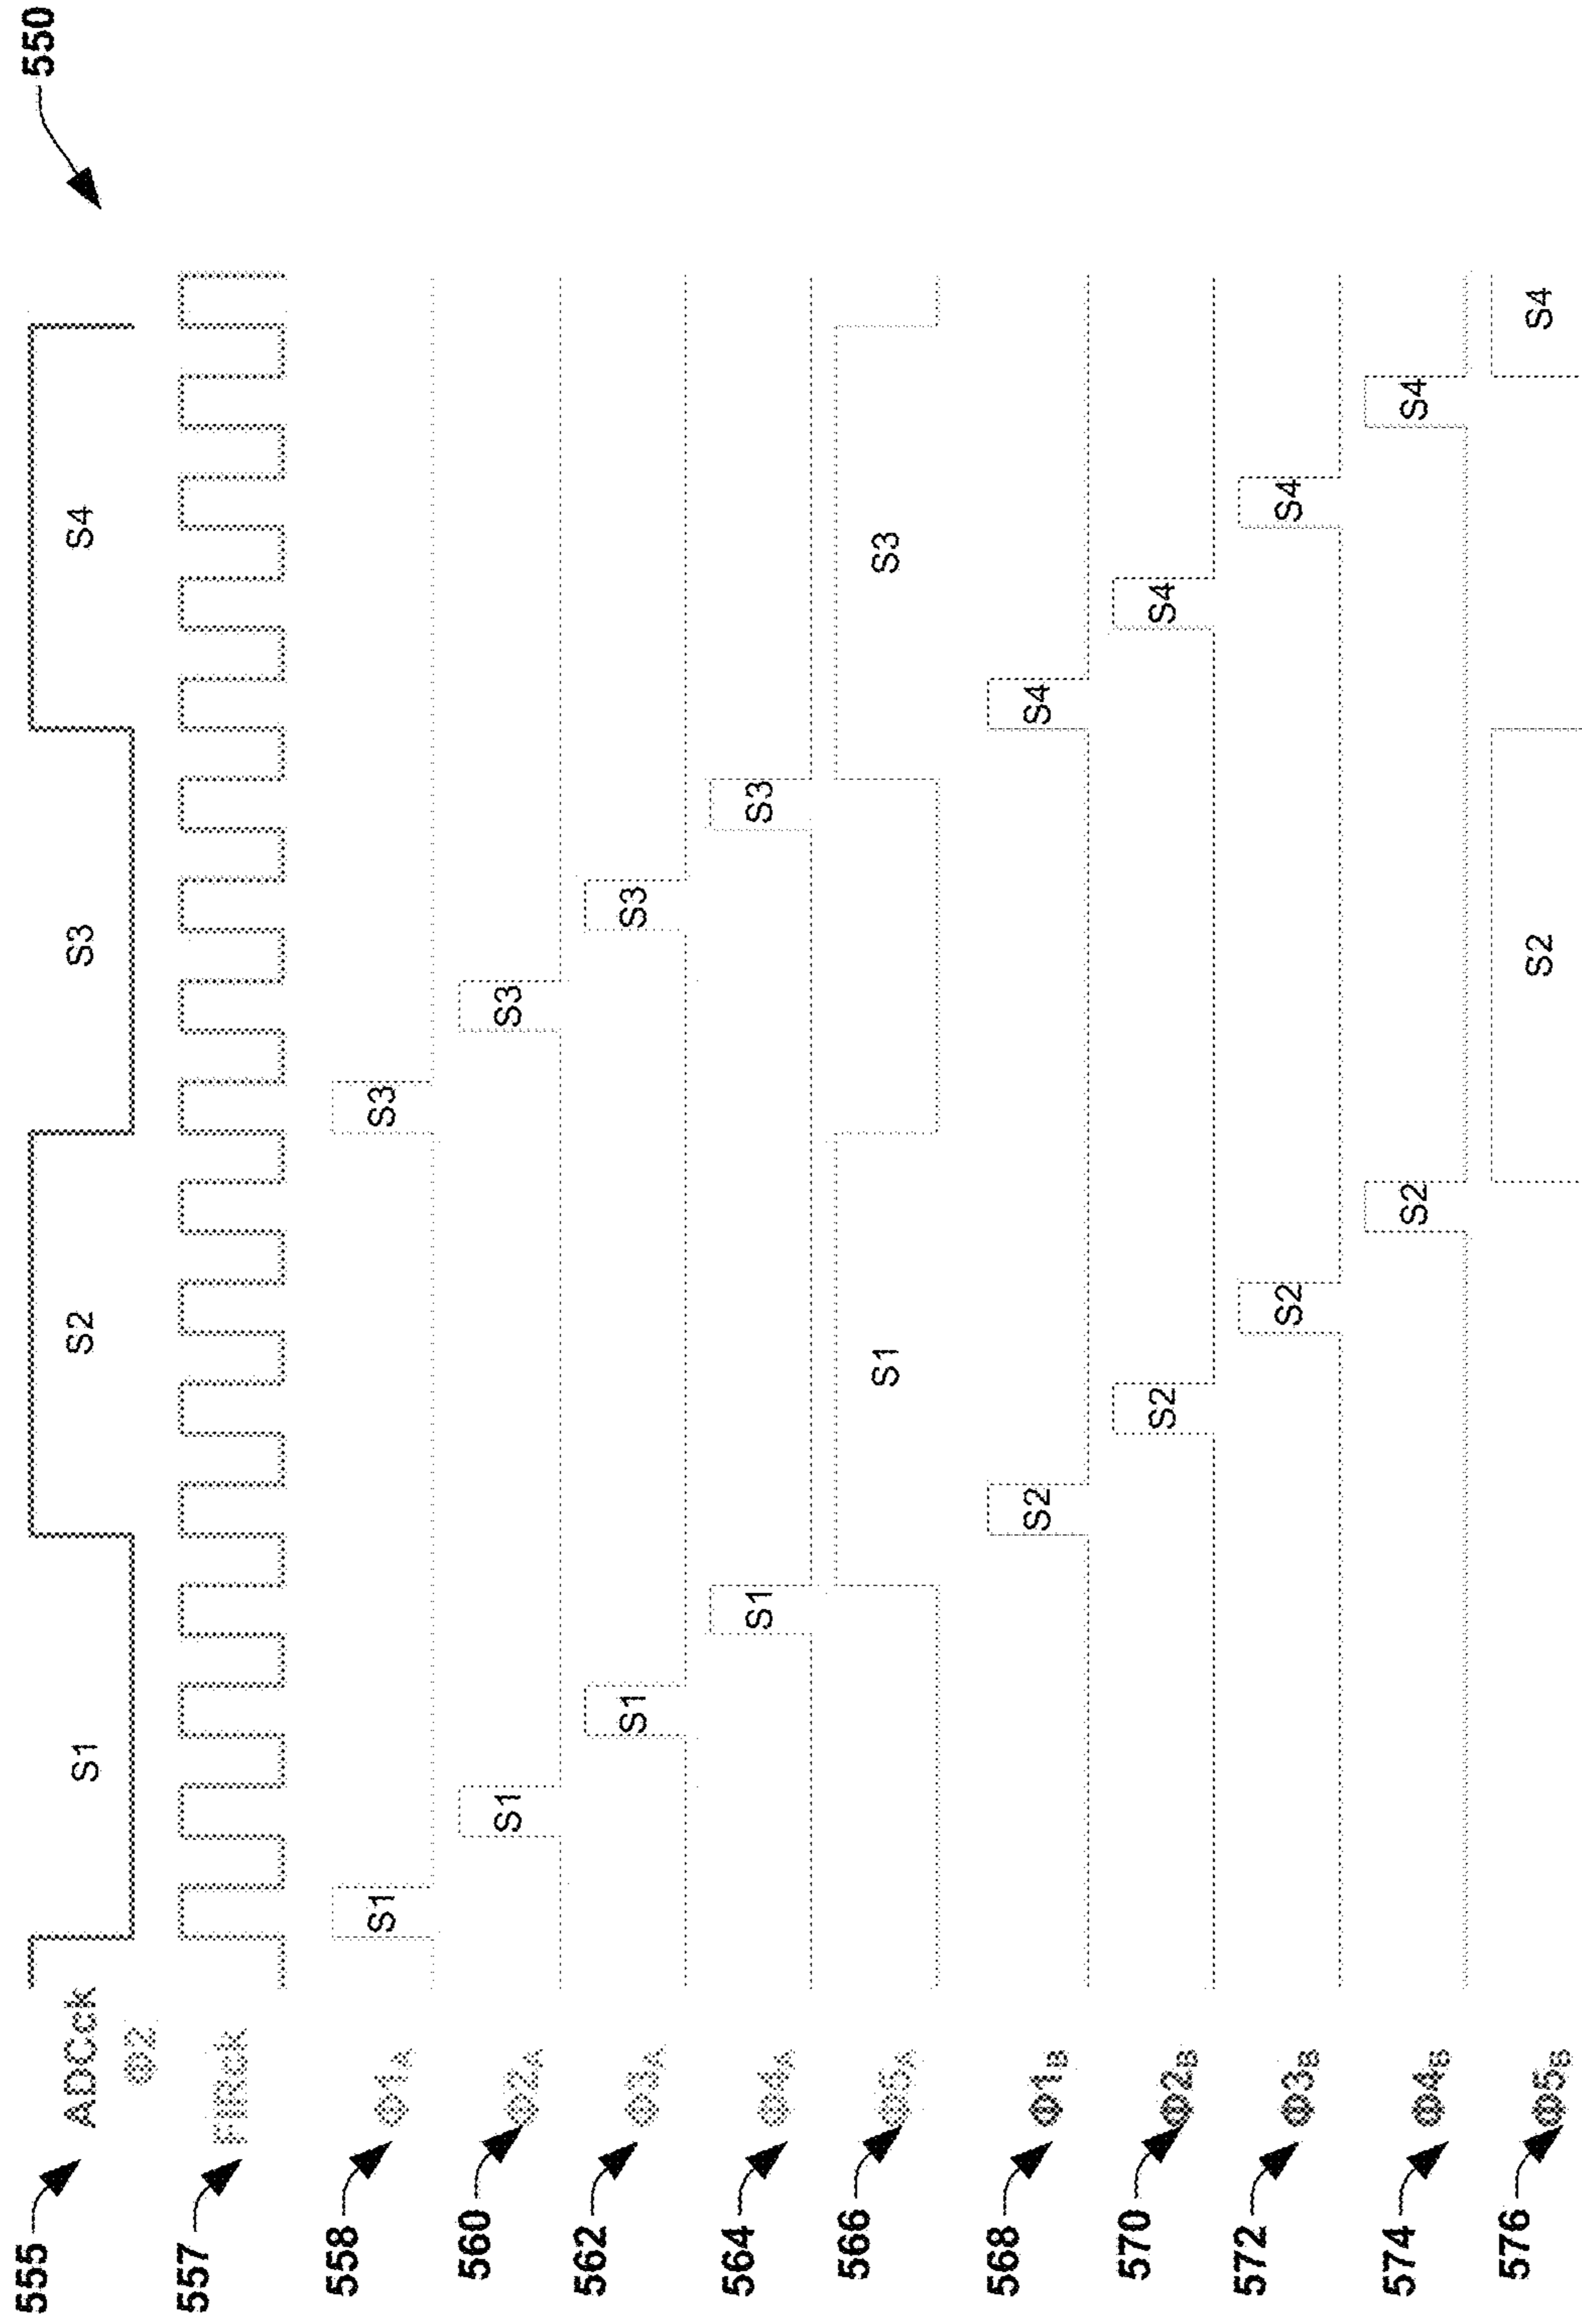 550
555 ADCck S1 S2 S3 S4
Φ2
557 FIRck
558 Φ1A S1 S3
560 Φ2A S1 S3
562 Φ3A S1 S3
564 Φ4A S1 S3
566 Φ5A S1 S3
568 Φ1B S2 S4
570 Φ2B S2 S4
572 Φ3B S2 S4
574 Φ4B S2 S4
576 Φ5B S2 S4